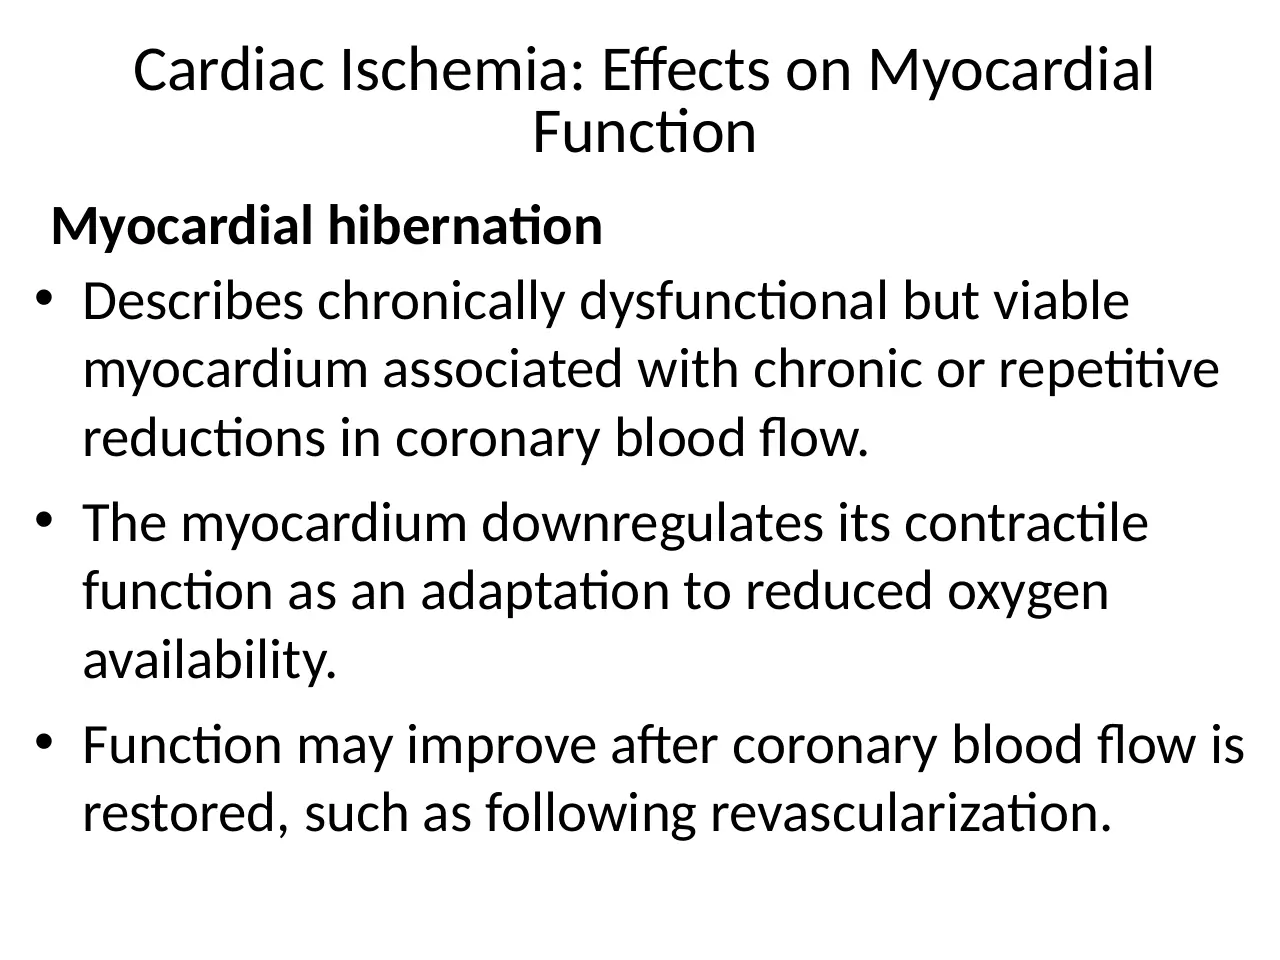 Cardiac Ischemia: Effects on Myocardial
Function
Myocardial hibernation
• Describes chronically dysfunctional but viable
myocardium associated with chronic or repetitive
reductions in coronary blood flow.
• The myocardium downregulates its contractile
function as an adaptation to reduced oxygen
availability.
• Function may improve after coronary blood flow is
restored, such as following revascularization.